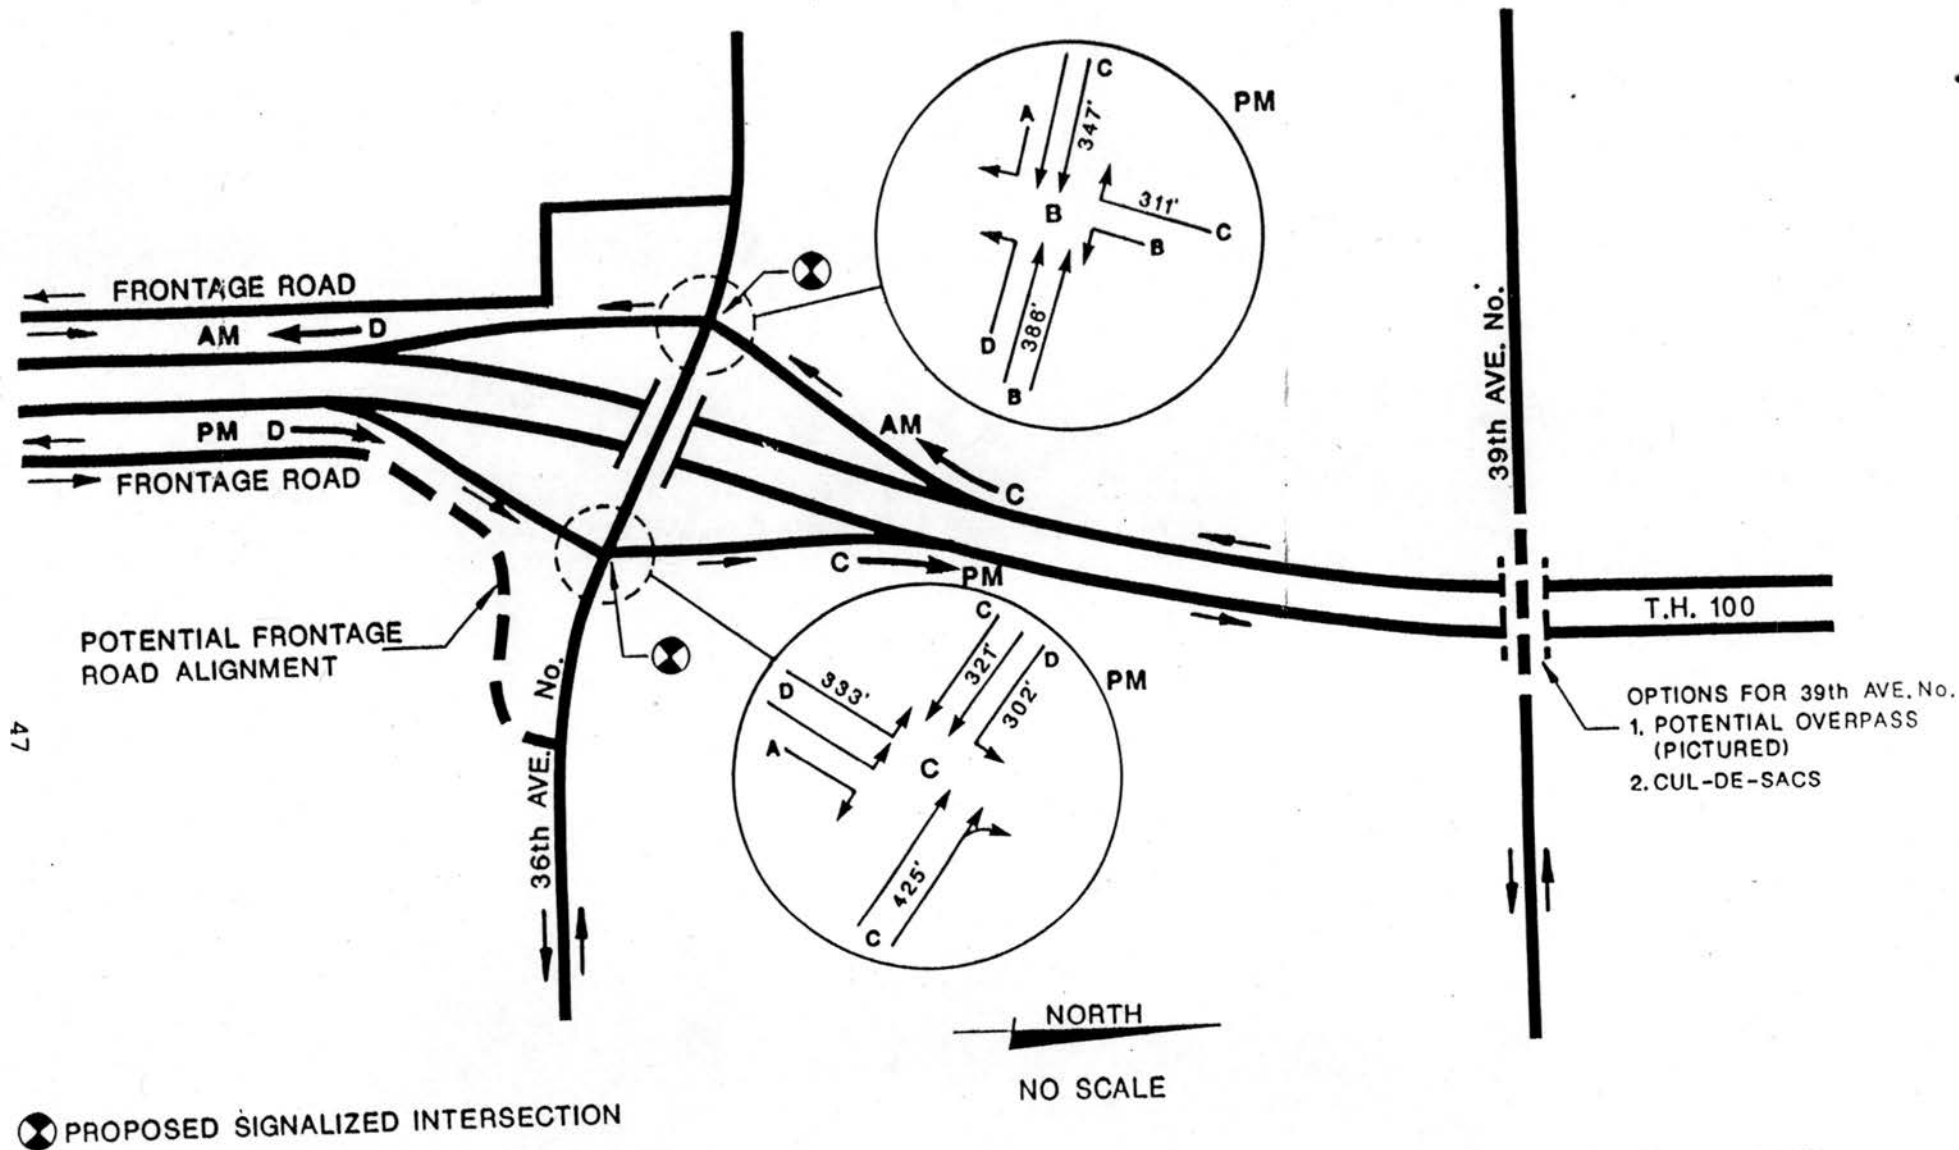 FRONTAGE ROAD
AM D
PM D
FRONTAGE ROAD
POTENTIAL FRONTAGE
ROAD ALIGNMENT
36th AVE. No.
AM
C
C
PM
PM
C
347'
A
B
311'
C
B
386'
D
B
PM
C
321'
D
302'
D
333'
A
C
425'
C
39th AVE. No.
T.H. 100
OPTIONS FOR 39th AVE. No.
1. POTENTIAL OVERPASS
(PICTURED)
2. CUL-DE-SACS
NORTH
NO SCALE
PROPOSED SIGNALIZED INTERSECTION
47